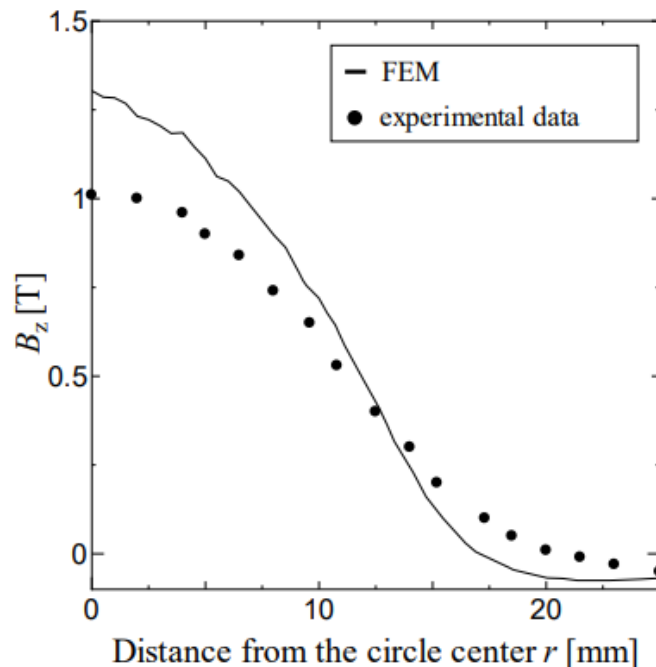 1.5
FEM
experimental data
1
0.5
0
B_z [T]
0 10 20
Distance from the circle center r [mm]